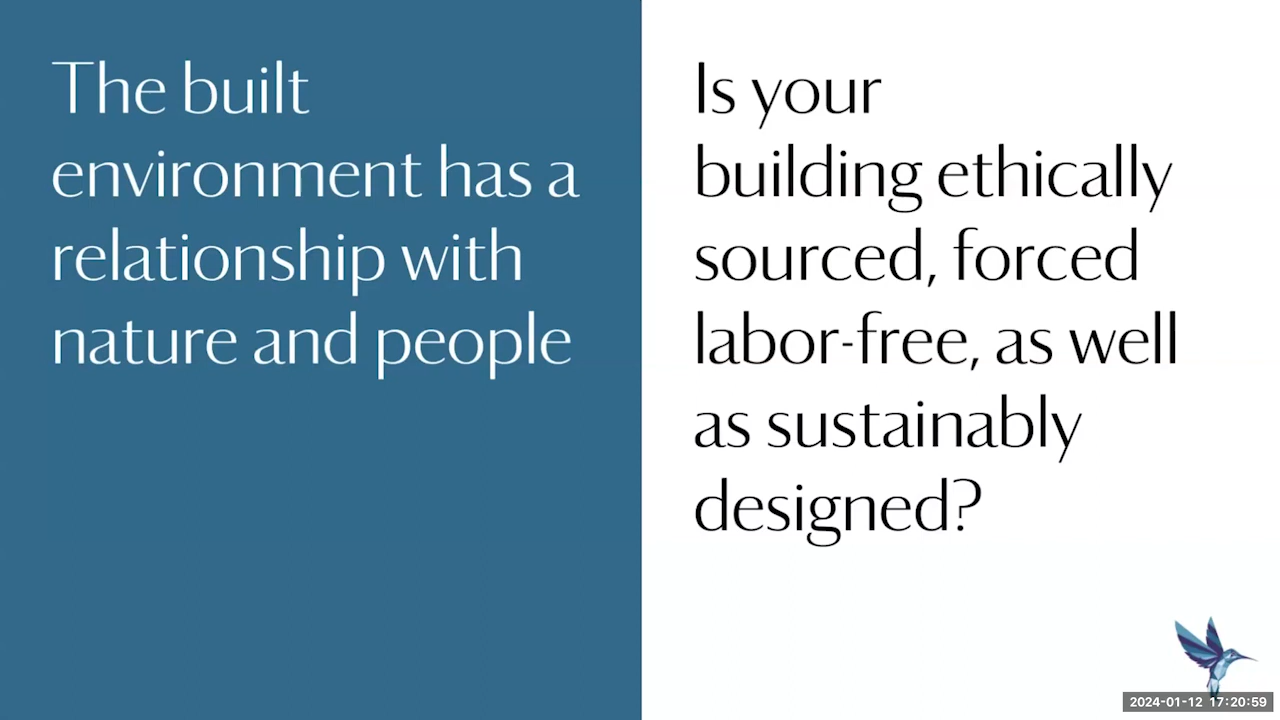 The built
environment has a
relationship with
nature and people
Is your
building ethically
sourced, forced
labor-free, as well
as sustainably
designed?
2024-01-12 17:20:59